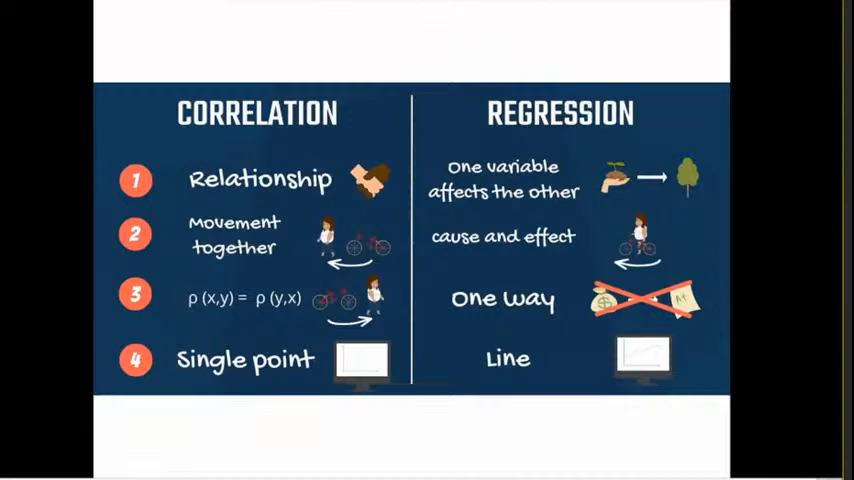 CORRELATION
REGRESSION
1
Relationship
One variable
affects the other
2
Movement
together
cause and effect
3
ρ (x,y) = ρ (y,x)
One way
$
A+
4
Single point
Line